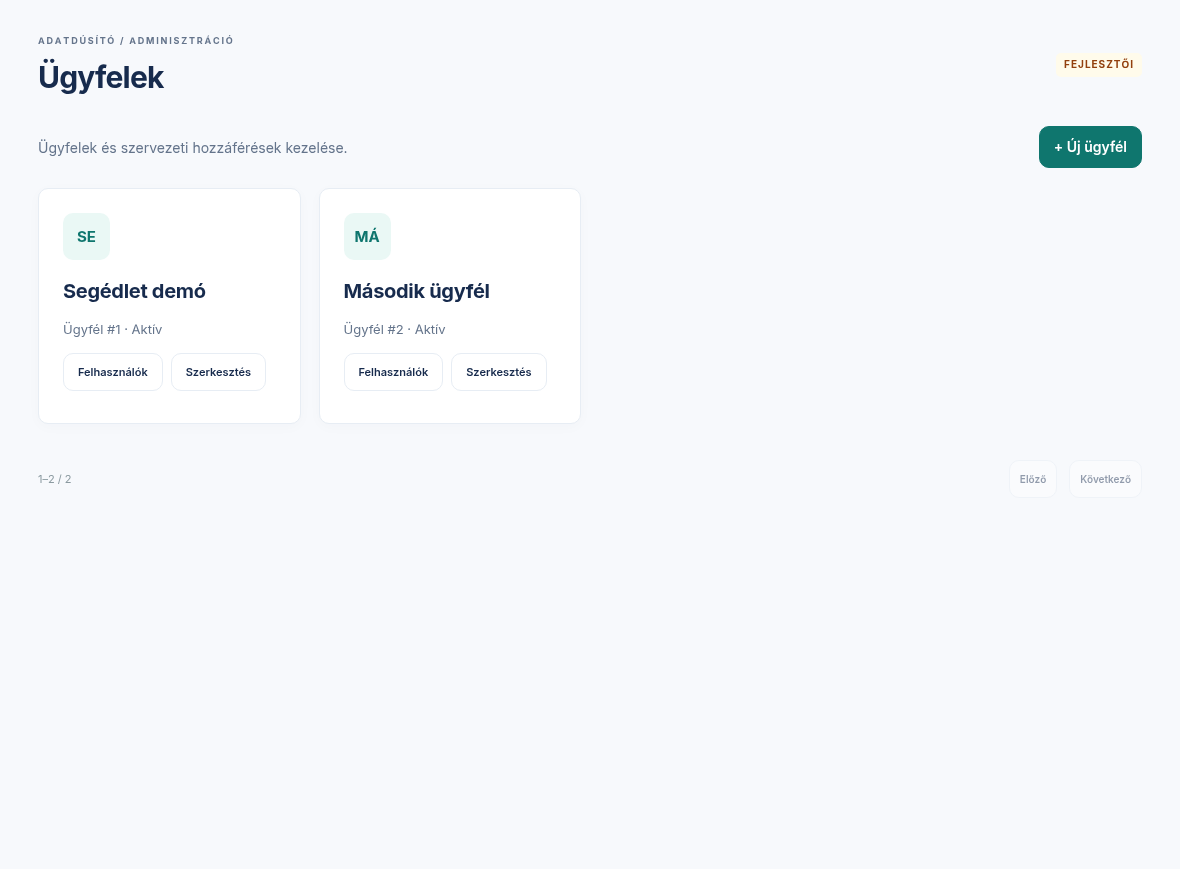 ADATDÚSÍTÓ / ADMINISZTRÁCIÓ
Ügyfelek
FEJLESZTŐI
Ügyfelek és szervezeti hozzáférések kezelése.
+ Új ügyfél
SE
Segédlet demó
Ügyfél #1 · Aktív
Felhasználók
Szerkesztés
MÁ
Második ügyfél
Ügyfél #2 · Aktív
Felhasználók
Szerkesztés
1–2 / 2
Előző
Következő